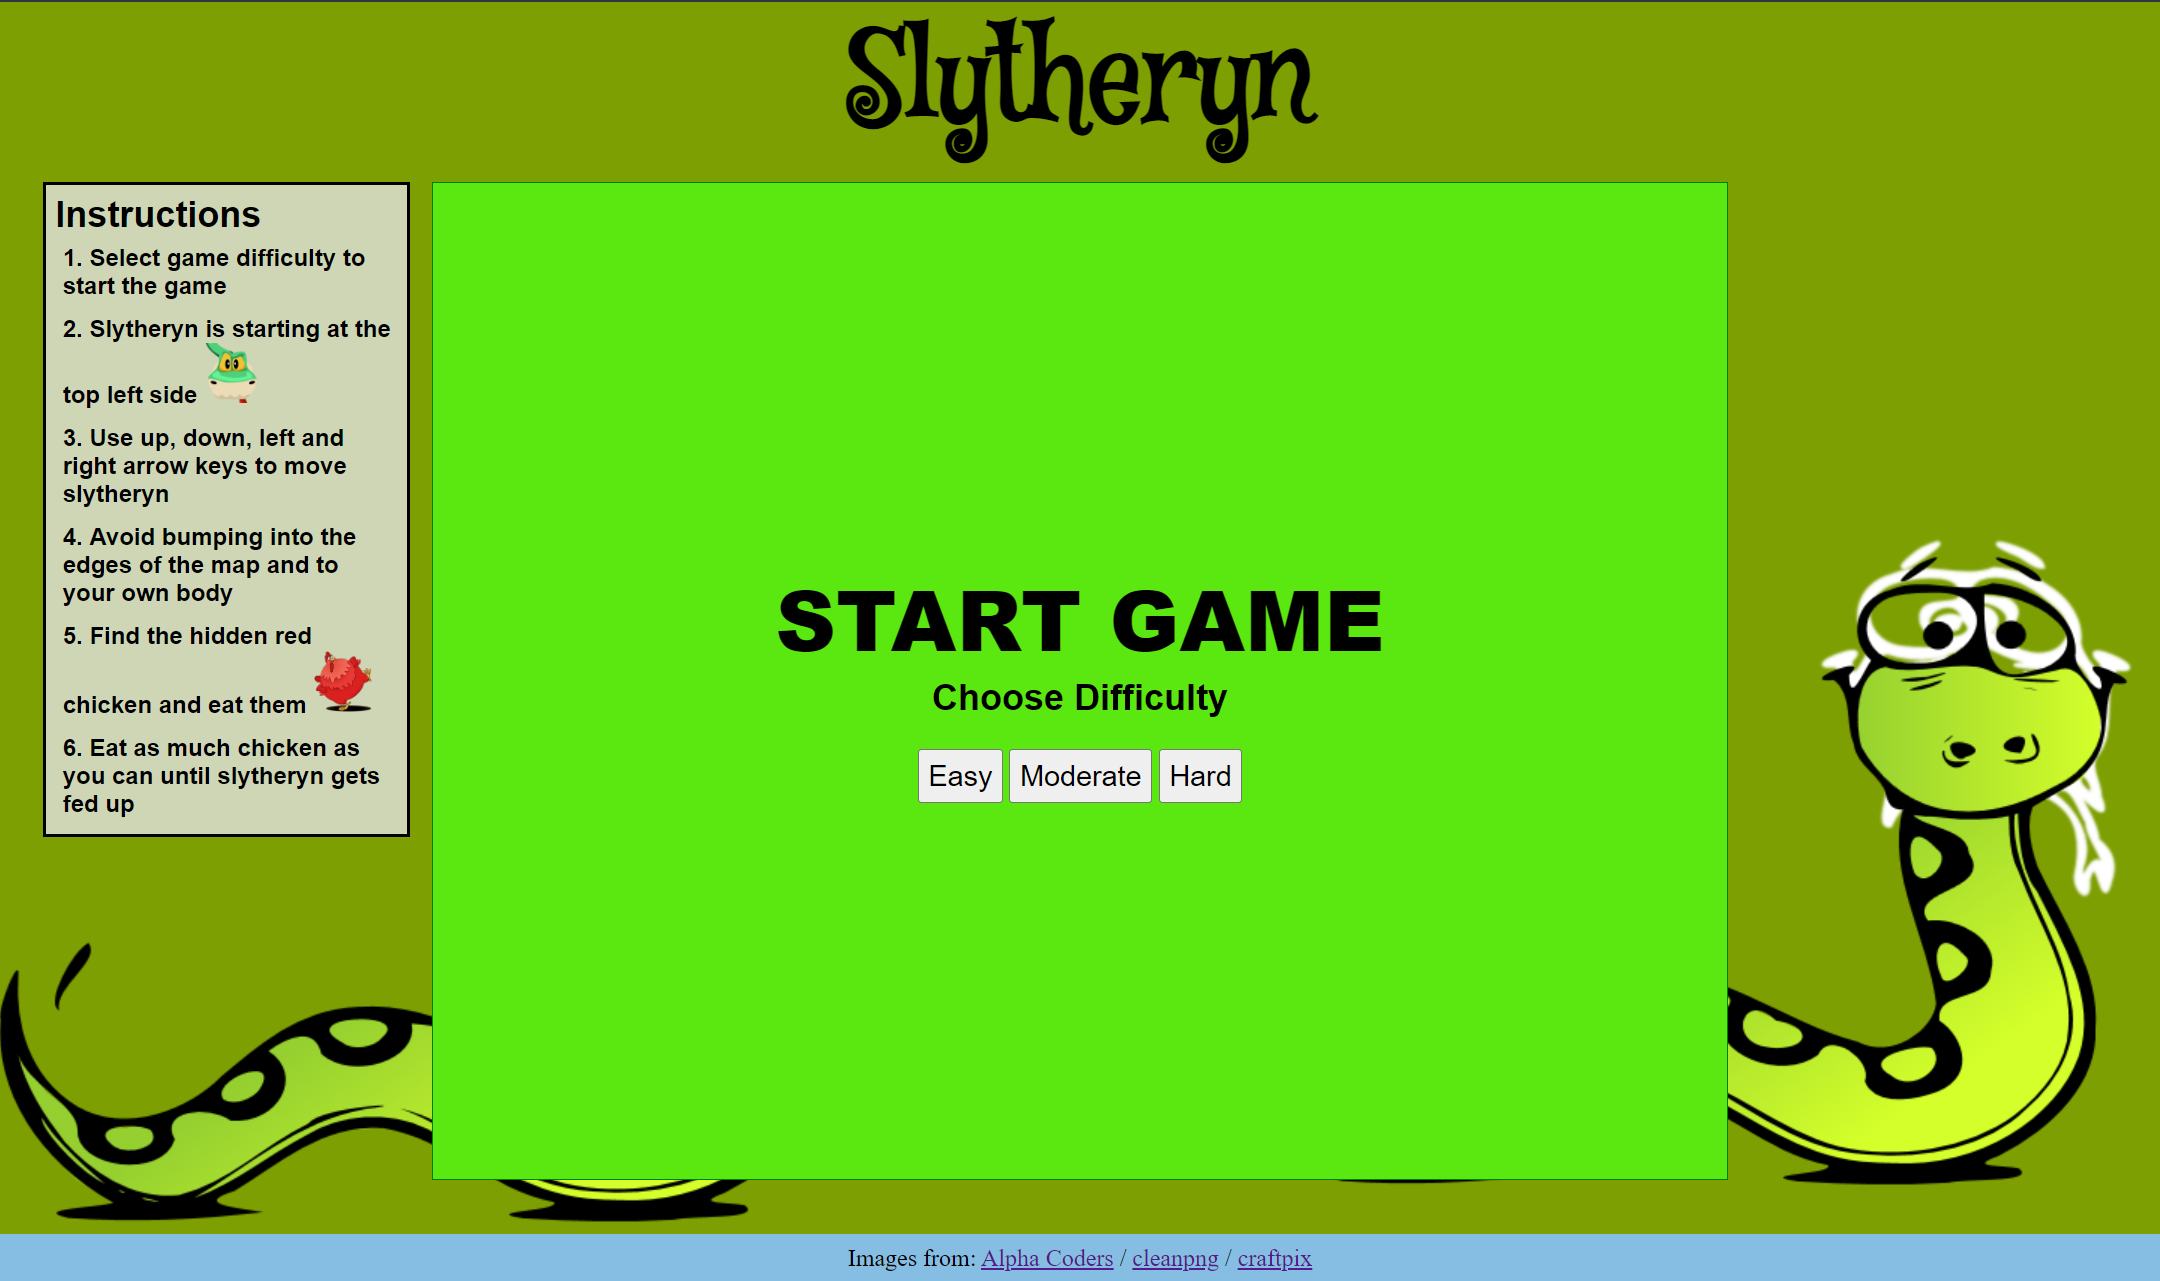 Slytheryn
Instructions
1. Select game difficulty to
start the game
2. Slytheryn is starting at the
top left side
3. Use up, down, left and
right arrow keys to move
slytheryn
4. Avoid bumping into the
edges of the map and to
your own body
5. Find the hidden red
chicken and eat them
6. Eat as much chicken as
you can until slytheryn gets
fed up
START GAME
Choose Difficulty
Easy Moderate Hard
Images from: Alpha Coders / cleanpng / craftpix